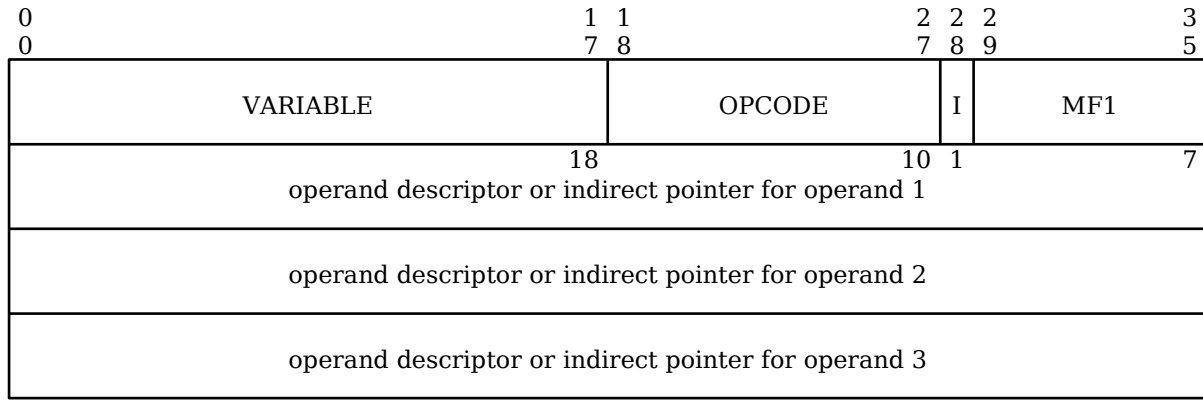 0 1 1 2 2 2 3
0 7 8 7 8 9 5
VARIABLE OPCODE I MF1
18 10 1 7
operand descriptor or indirect pointer for operand 1
operand descriptor or indirect pointer for operand 2
operand descriptor or indirect pointer for operand 3